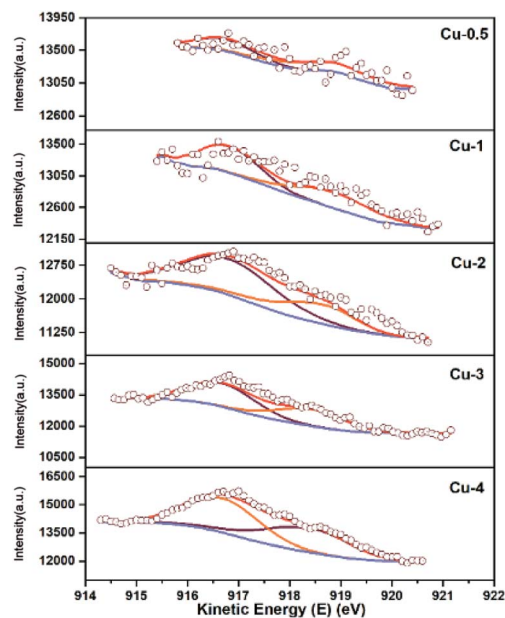 13950
13500
13050
12600
Intensity(a.u.)
Cu-0.5
13500
13050
12600
12150
Intensity(a.u.)
Cu-1
12750
12000
11250
Intensity(a.u.)
Cu-2
15000
13500
12000
10500
Intensity(a.u.)
Cu-3
16500
15000
13500
12000
Intensity(a.u.)
Cu-4
914 915 916 917 918 919 920 921 922
Kinetic Energy (E) (eV)